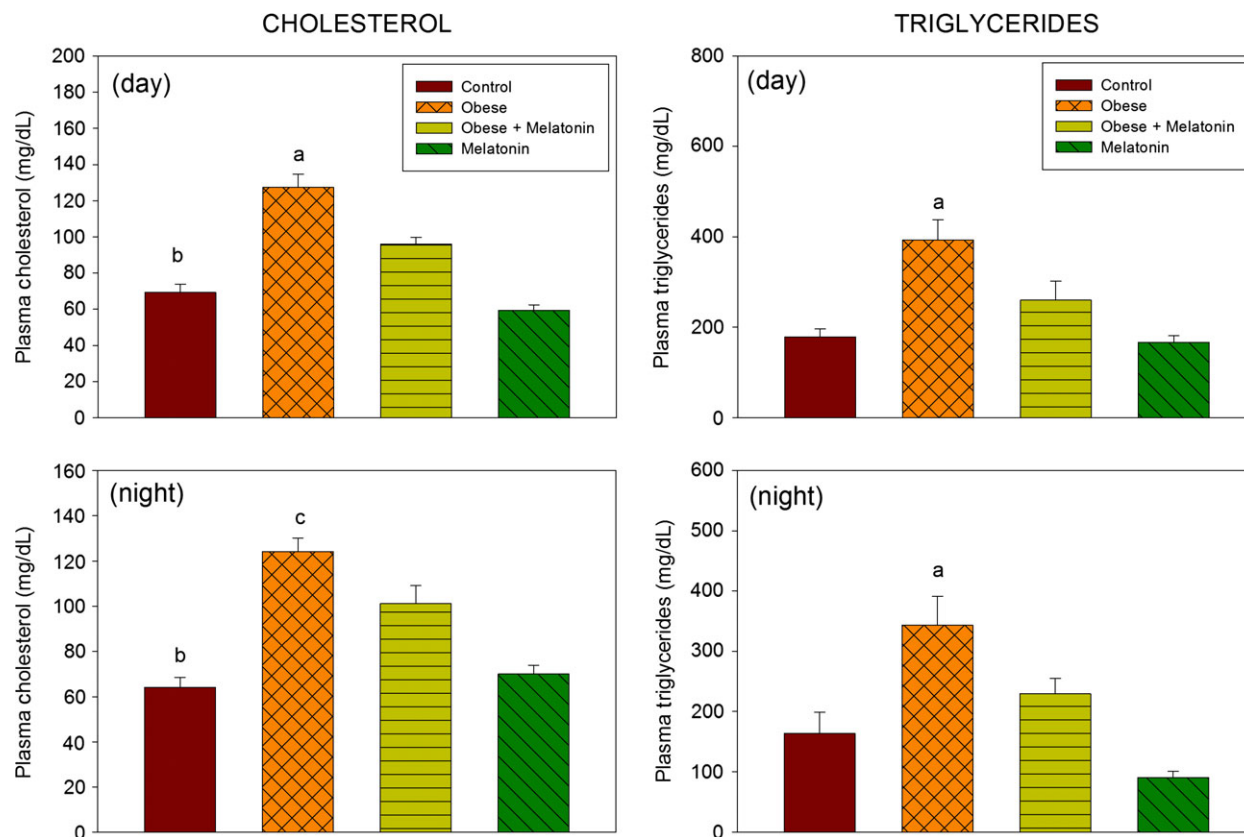 CHOLESTEROL
200
180
160
140
120
100
80
60
40
20
0
Plasma cholesterol (mg/dL)
(day)
Control
Obese
Obese + Melatonin
Melatonin
b
a
TRIGLYCERIDES
800
600
400
200
0
Plasma triglycerides (mg/dL)
(day)
Control
Obese
Obese + Melatonin
Melatonin
a
160
140
120
100
80
60
40
20
0
Plasma cholesterol (mg/dL)
(night)
b
c
600
500
400
300
200
100
0
Plasma triglycerides (mg/dL)
(night)
a